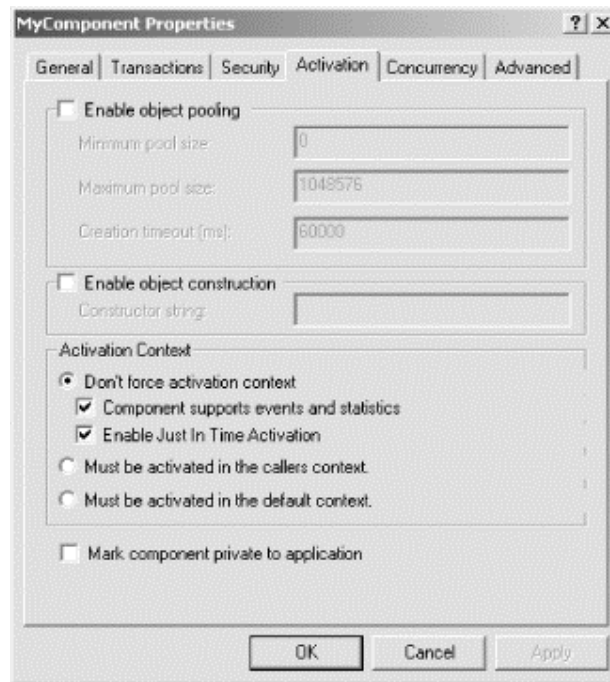 MyComponent Properties
General Transactions Security Activation Concurrency Advanced
Enable object pooling
Minimum pool size: 0
Maximum pool size: 1048576
Creation timeout (ms): 60000
Enable object construction
Constructor string:
Activation Context
Don't force activation context
Component supports events and statistics
Enable Just In Time Activation
Must be activated in the callers context.
Must be activated in the default context.
Mark component private to application
OK Cancel Apply